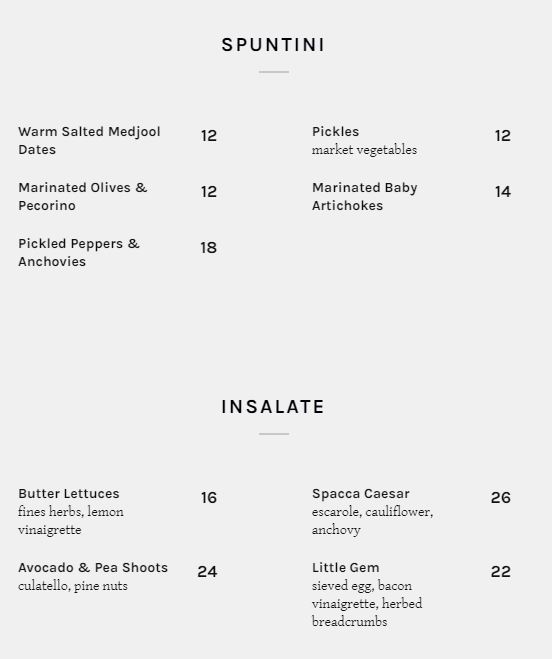 SPUNTINI
Warm Salted Medjool
Dates
12
Pickles
market vegetables
12
Marinated Olives &
Pecorino
12
Marinated Baby
Artichokes
14
Pickled Peppers &
Anchovies
18
INSALATE
Butter Lettuces
fines herbs, lemon
vinaigrette
16
Spacca Caesar
escarole, cauliflower,
anchovy
26
Avocado & Pea Shoots
culatello, pine nuts
24
Little Gem
sieved egg, bacon
vinaigrette, herbed
breadcrumbs
22